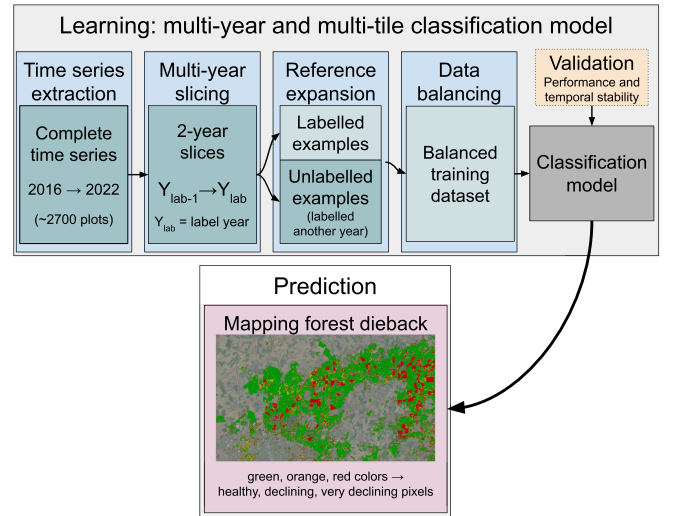 Learning: multi-year and multi-tile classification model
Time series
extraction
Complete
time series
2016 → 2022
(~2700 plots)
Multi-year
slicing
2-year
slices
Ylab-1→Ylab
Ylab = label year
Reference
expansion
Labelled
examples
Unlabelled
examples
(labelled
another year)
Data
balancing
Balanced
training
dataset
Validation
Performance and
temporal stability
Classification
model
Prediction
Mapping forest dieback
green, orange, red colors →
healthy, declining, very declining pixels